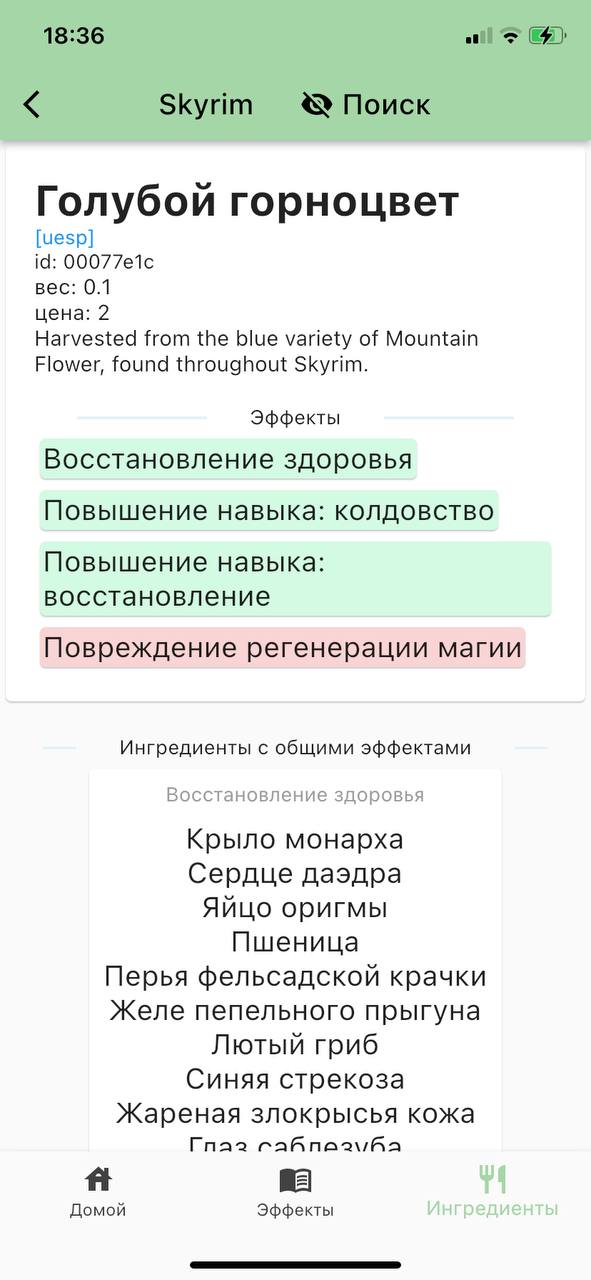 18:36
Skyrim Поиск
Голубой горноцвет
[uesp]
id: 00077e1c
вес: 0.1
цена: 2
Harvested from the blue variety of Mountain
Flower, found throughout Skyrim.
Эффекты
Восстановление здоровья
Повышение навыка: колдовство
Повышение навыка:
восстановление
Повреждение регенерации магии
Ингредиенты с общими эффектами
Восстановление здоровья
Крыло монарха
Сердце даэдра
Яйцо оригмы
Пшеница
Перья фельсадской крачки
Желе пепельного прыгуна
Лютый гриб
Синяя стрекоза
Жареная злокрысья кожа
Глаз саблезуба
Домой Эффекты Ингредиенты